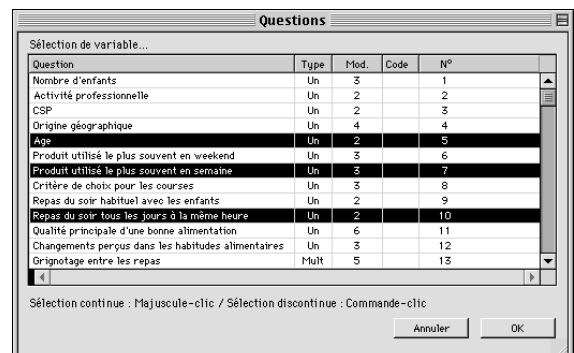 Questions
Sélection de variable...
Question Type Mod. Code N°
Nombre d'enfants Un 3 1
Activité professionnelle Un 2 2
CSP Un 2 3
Origine géographique Un 4 4
Age Un 2 5
Produit utilisé le plus souvent en weekend Un 3 6
Produit utilisé le plus souvent en semaine Un 3 7
Critère de choix pour les courses Un 3 8
Repas du soir habituel avec les enfants Un 2 9
Repas du soir tous les jours à la même heure Un 2 10
Qualité principale d'une bonne alimentation Un 6 11
Changements perçus dans les habitudes alimentaires Un 3 12
Grignotage entre les repas Mult 5 13
Sélection continue : Majuscule-clic / Sélection discontinue : Commande-clic
Annuler OK